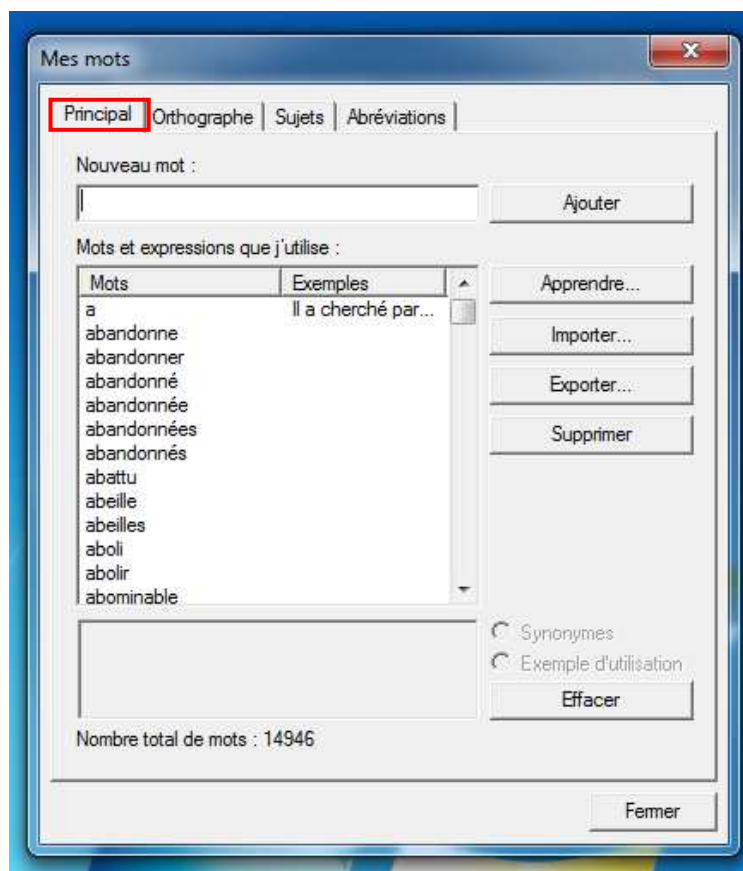 Mes mots
Principal Orthographe Sujets Abréviations
Nouveau mot :
Ajouter
Mots et expressions que j'utilise :
Mots Exemples
Apprendre...
a Il a cherché par...
abandonne
Importer...
abandonner
abandonné
Exporter...
abandonnée
abandonnées
Supprimer
abandonnés
abattu
abeille
abeilles
aboli
abolir
abominable
Synonymes
Exemple d'utilisation
Effacer
Nombre total de mots : 14946
Fermer